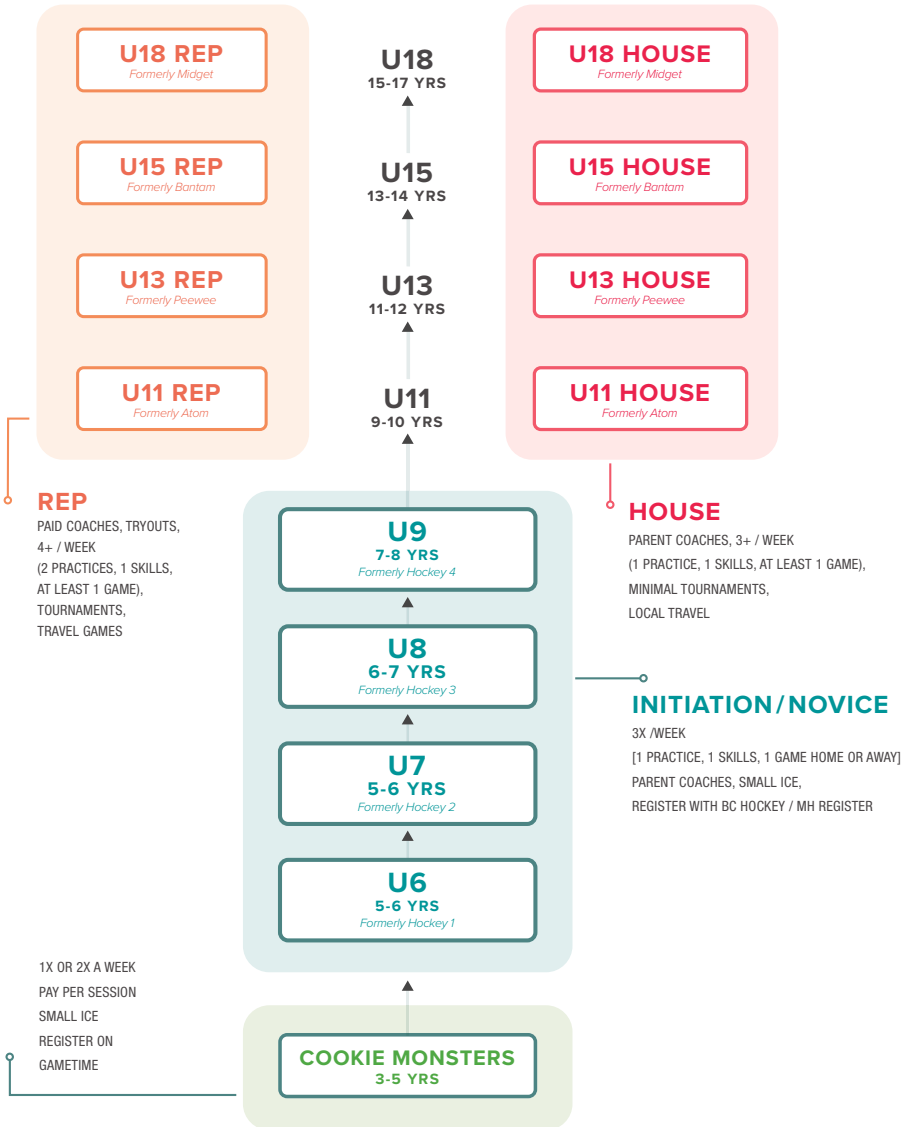 U18 REP
Formerly Midget
U18
15-17 YRS
U18 HOUSE
Formerly Midget
U15 REP
Formerly Bantam
U15
13-14 YRS
U15 HOUSE
Formerly Bantam
U13 REP
Formerly Peewee
U13
11-12 YRS
U13 HOUSE
Formerly Peewee
U11 REP
Formerly Atom
U11
9-10 YRS
U11 HOUSE
Formerly Atom
REP
PAID COACHES, TRYOUTS,
4+ / WEEK
(2 PRACTICES, 1 SKILLS,
AT LEAST 1 GAME),
TOURNAMENTS,
TRAVEL GAMES
HOUSE
PARENT COACHES, 3+ / WEEK
(1 PRACTICE, 1 SKILLS, AT LEAST 1 GAME),
MINIMAL TOURNAMENTS,
LOCAL TRAVEL
U9
7-8 YRS
Formerly Hockey 4
U8
6-7 YRS
Formerly Hockey 3
INITIATION / NOVICE
3X /WEEK
[1 PRACTICE, 1 SKILLS, 1 GAME HOME OR AWAY]
PARENT COACHES, SMALL ICE,
REGISTER WITH BC HOCKEY / MH REGISTER
U7
5-6 YRS
Formerly Hockey 2
U6
5-6 YRS
Formerly Hockey 1
1X OR 2X A WEEK
PAY PER SESSION
SMALL ICE
REGISTER ON
GAMETIME
COOKIE MONSTERS
3-5 YRS